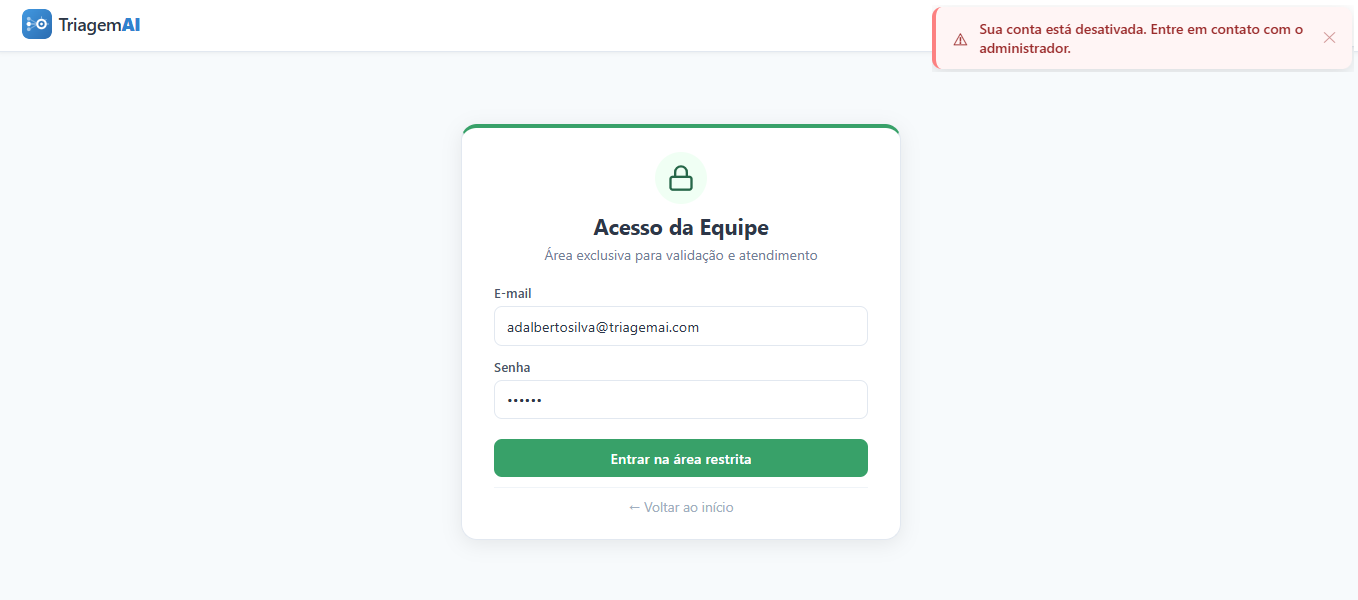 TriagemAI
Sua conta está desativada. Entre em contato com o
administrador.
Acesso da Equipe
Área exclusiva para validação e atendimento
E-mail
adalbertosilva@triagemai.com
Senha
••••••
Entrar na área restrita
← Voltar ao início